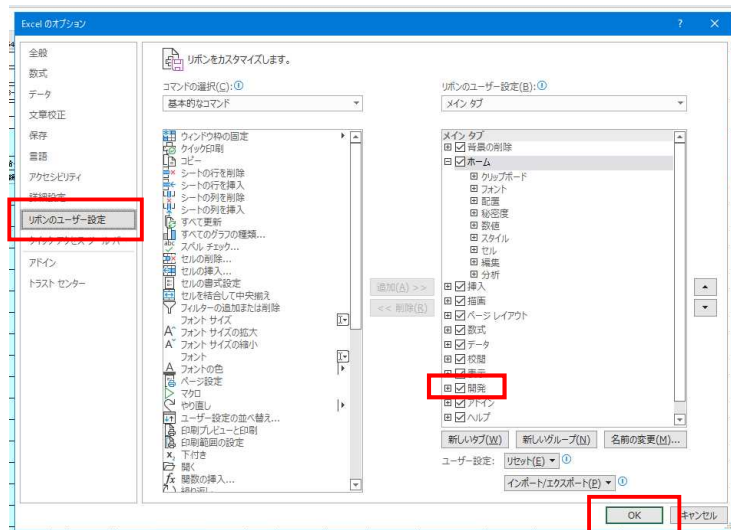 Excel のオプション
? ×
全般
数式
データ
文章校正
保存
言語
アクセシビリティ
詳細設定
リボンのユーザー設定
クイック アクセス ツール バー
アドイン
トラスト センター
リボンをカスタマイズします。
コマンドの選択(C):
基本的なコマンド
ウィンドウ枠の固定
クイック印刷
コピー
シートの行を削除
シートの行を挿入
シートの列を削除
シートの列を挿入
すべて更新
すべてのグラフの種類...
スペル チェック...
セルの削除...
セルの挿入...
セルの書式設定
セルを結合して中央揃え
フィルターの追加または削除
フォント サイズ
フォント サイズの拡大
フォント サイズの縮小
フォント
フォントの色
ページ設定
マクロ
やり直し
ユーザー設定の並べ替え...
印刷プレビューと印刷
印刷範囲の設定
下付き
開く
関数の挿入...
追加(A) >>
<< 削除(R)
リボンのユーザー設定(B):
メイン タブ
メイン タブ
背景の削除
ホーム
クリップボード
フォント
配置
秘密度
数値
スタイル
セル
編集
分析
挿入
描画
ページ レイアウト
数式
データ
校閲
表示
開発
アドイン
ヘルプ
新しいタブ(W) 新しいグループ(N) 名前の変更(M)...
ユーザー設定: リセット(E)
インポート/エクスポート(P)
OK キャンセル